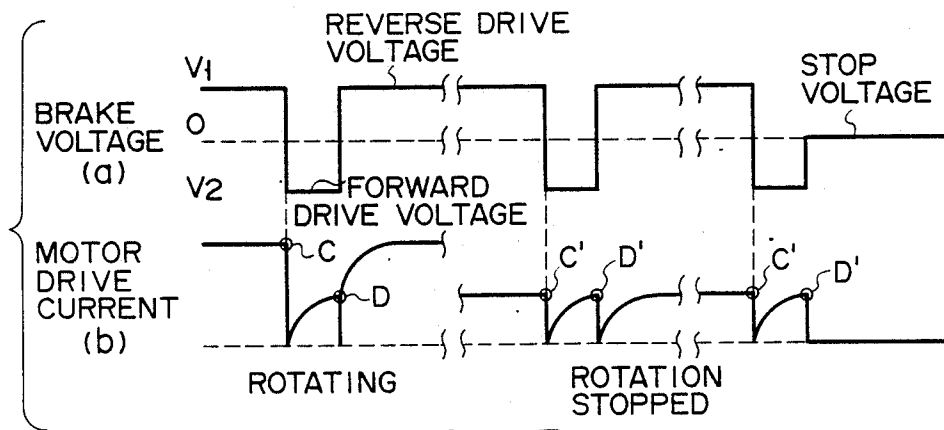 REVERSE DRIVE
VOLTAGE
STOP
VOLTAGE
V1
BRAKE
VOLTAGE
(a)
O
V2
FORWARD
DRIVE VOLTAGE
MOTOR
DRIVE
CURRENT
(b)
C
D
C'
D'
C'
D'
ROTATING
ROTATION
STOPPED